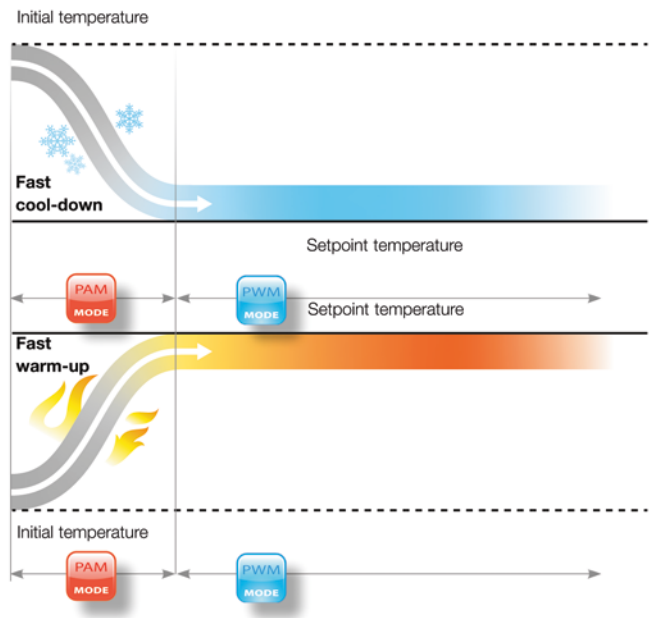 Initial temperature
Fast
cool-down
Setpoint temperature
PAM
MODE
PWM
MODE
Setpoint temperature
Fast
warm-up
Initial temperature
PAM
MODE
PWM
MODE